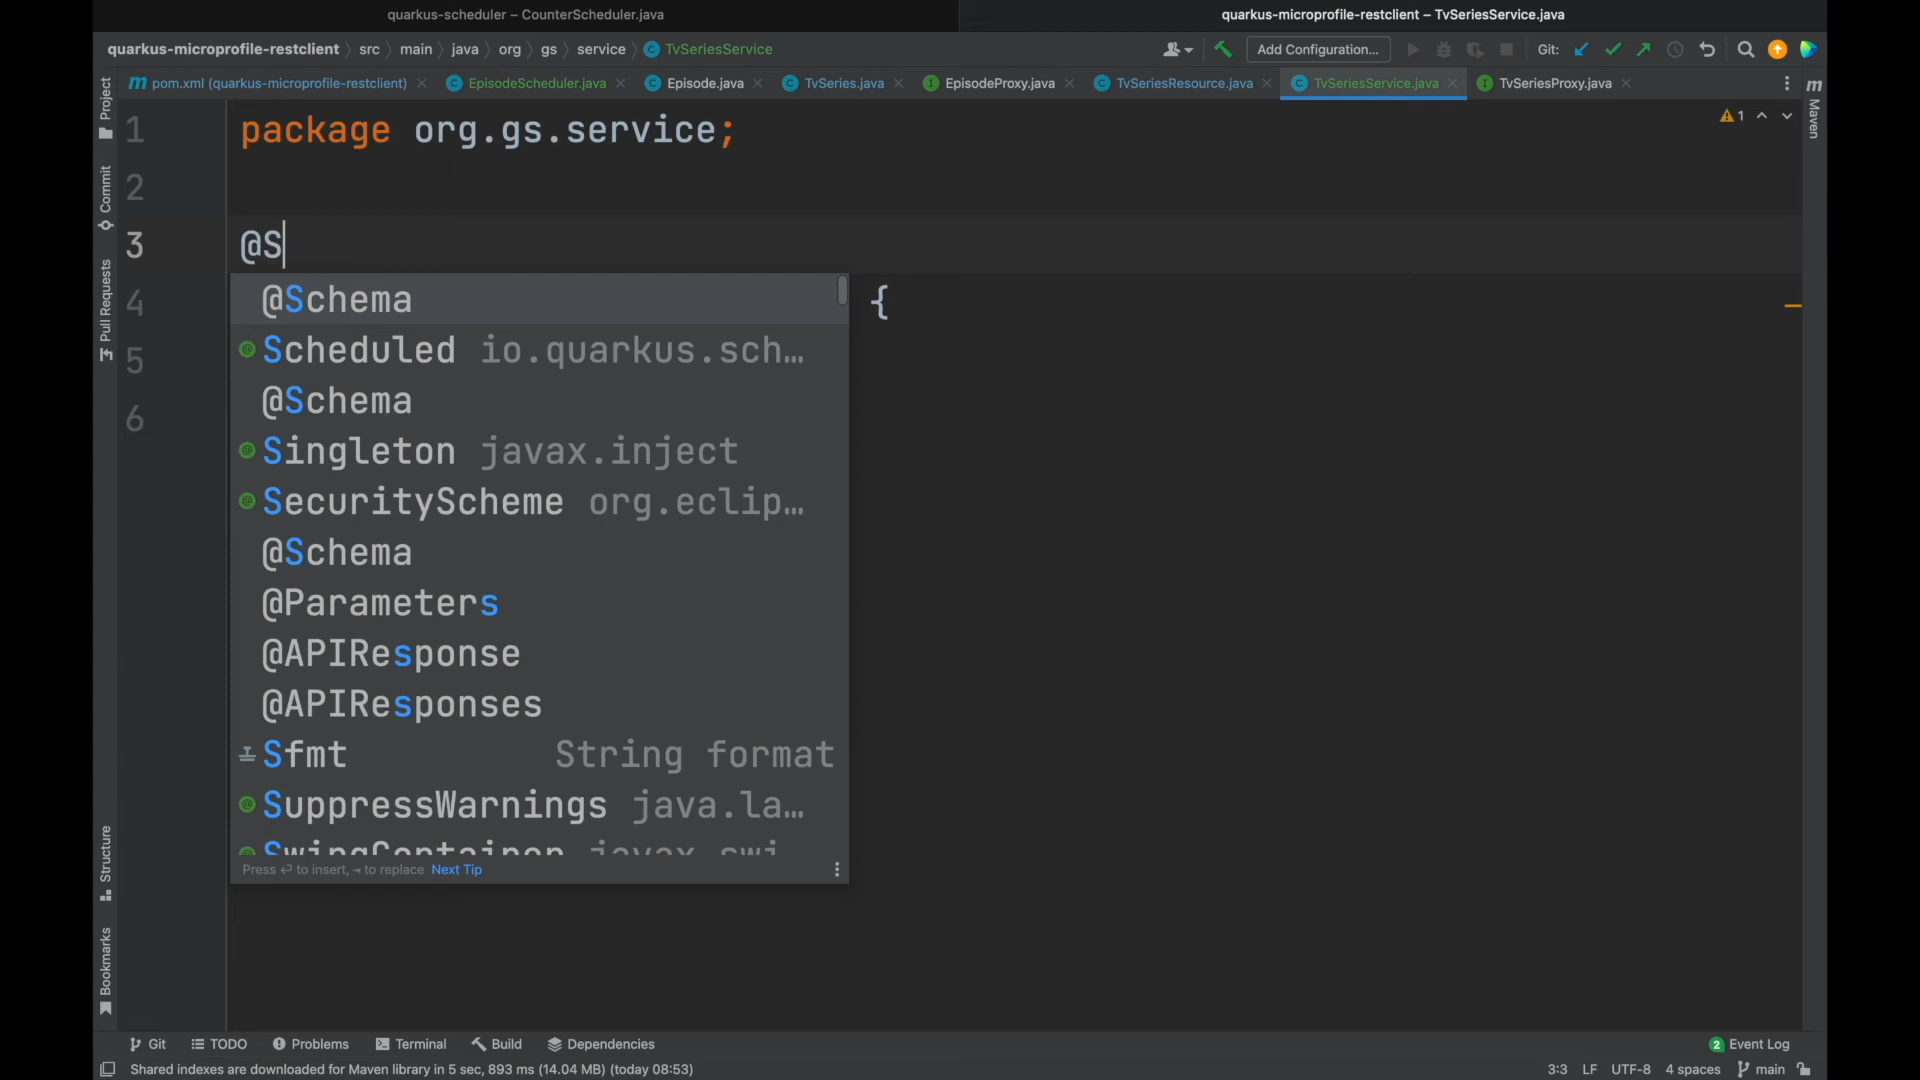 quarkus-scheduler – CounterScheduler.java
quarkus-microprofile-restclient – TvSeriesService.java
quarkus-microprofile-restclient src main java org gs service TvSeriesService
Add Configuration...
Git:
pom.xml (quarkus-microprofile-restclient)
EpisodeScheduler.java
Episode.java
TvSeries.java
EpisodeProxy.java
TvSeriesResource.java
TvSeriesService.java
TvSeriesProxy.java
Project
Commit
Pull Requests
Structure
Bookmarks
m
Maven
1
1 package org.gs.service;
2
3 @S
4 {
5
6
@Schema
Scheduled io.quarkus.sch…
@Schema
Singleton javax.inject
SecurityScheme org.eclip…
@Schema
@Parameters
@APIResponse
@APIResponses
Sfmt String format
SuppressWarnings java.la…
Press ⏎ to insert, ⇥ to replace Next Tip
Git
TODO
Problems
Terminal
Build
Dependencies
2 Event Log
Shared indexes are downloaded for Maven library in 5 sec, 893 ms (14.04 MB) (today 08:53)
3:3 LF UTF-8 4 spaces main